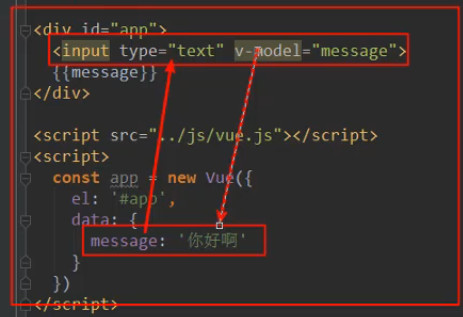 <div id="app">
<input type="text" v-model="message">
{{message}}
</div>
<script src="../js/vue.js"></script>
<script>
const app = new Vue({
el: '#app',
data: {
message: '你好啊'
}
})
</script>